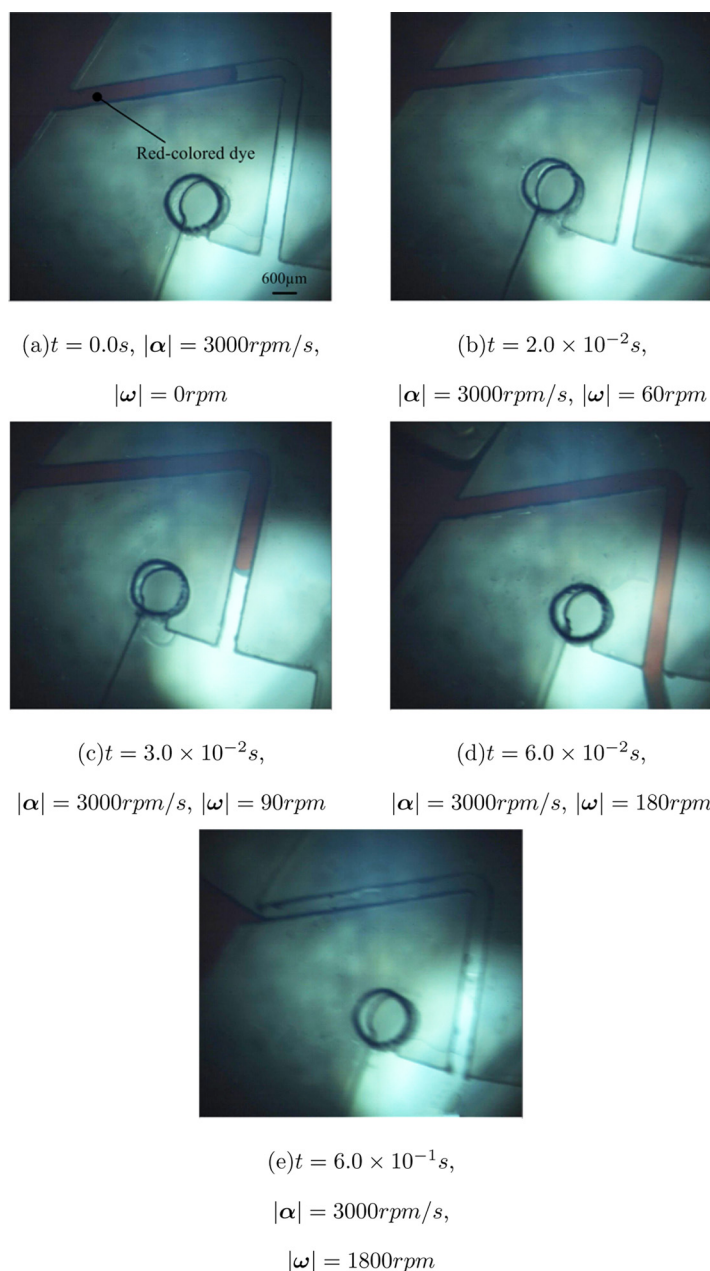 Red-colored dye
600µm
(a)t = 0.0s, |α| = 3000rpm/s,
|ω| = 0rpm
(b)t = 2.0 × 10⁻²s,
|α| = 3000rpm/s, |ω| = 60rpm
(c)t = 3.0 × 10⁻²s,
|α| = 3000rpm/s, |ω| = 90rpm
(d)t = 6.0 × 10⁻²s,
|α| = 3000rpm/s, |ω| = 180rpm
(e)t = 6.0 × 10⁻¹s,
|α| = 3000rpm/s,
|ω| = 1800rpm